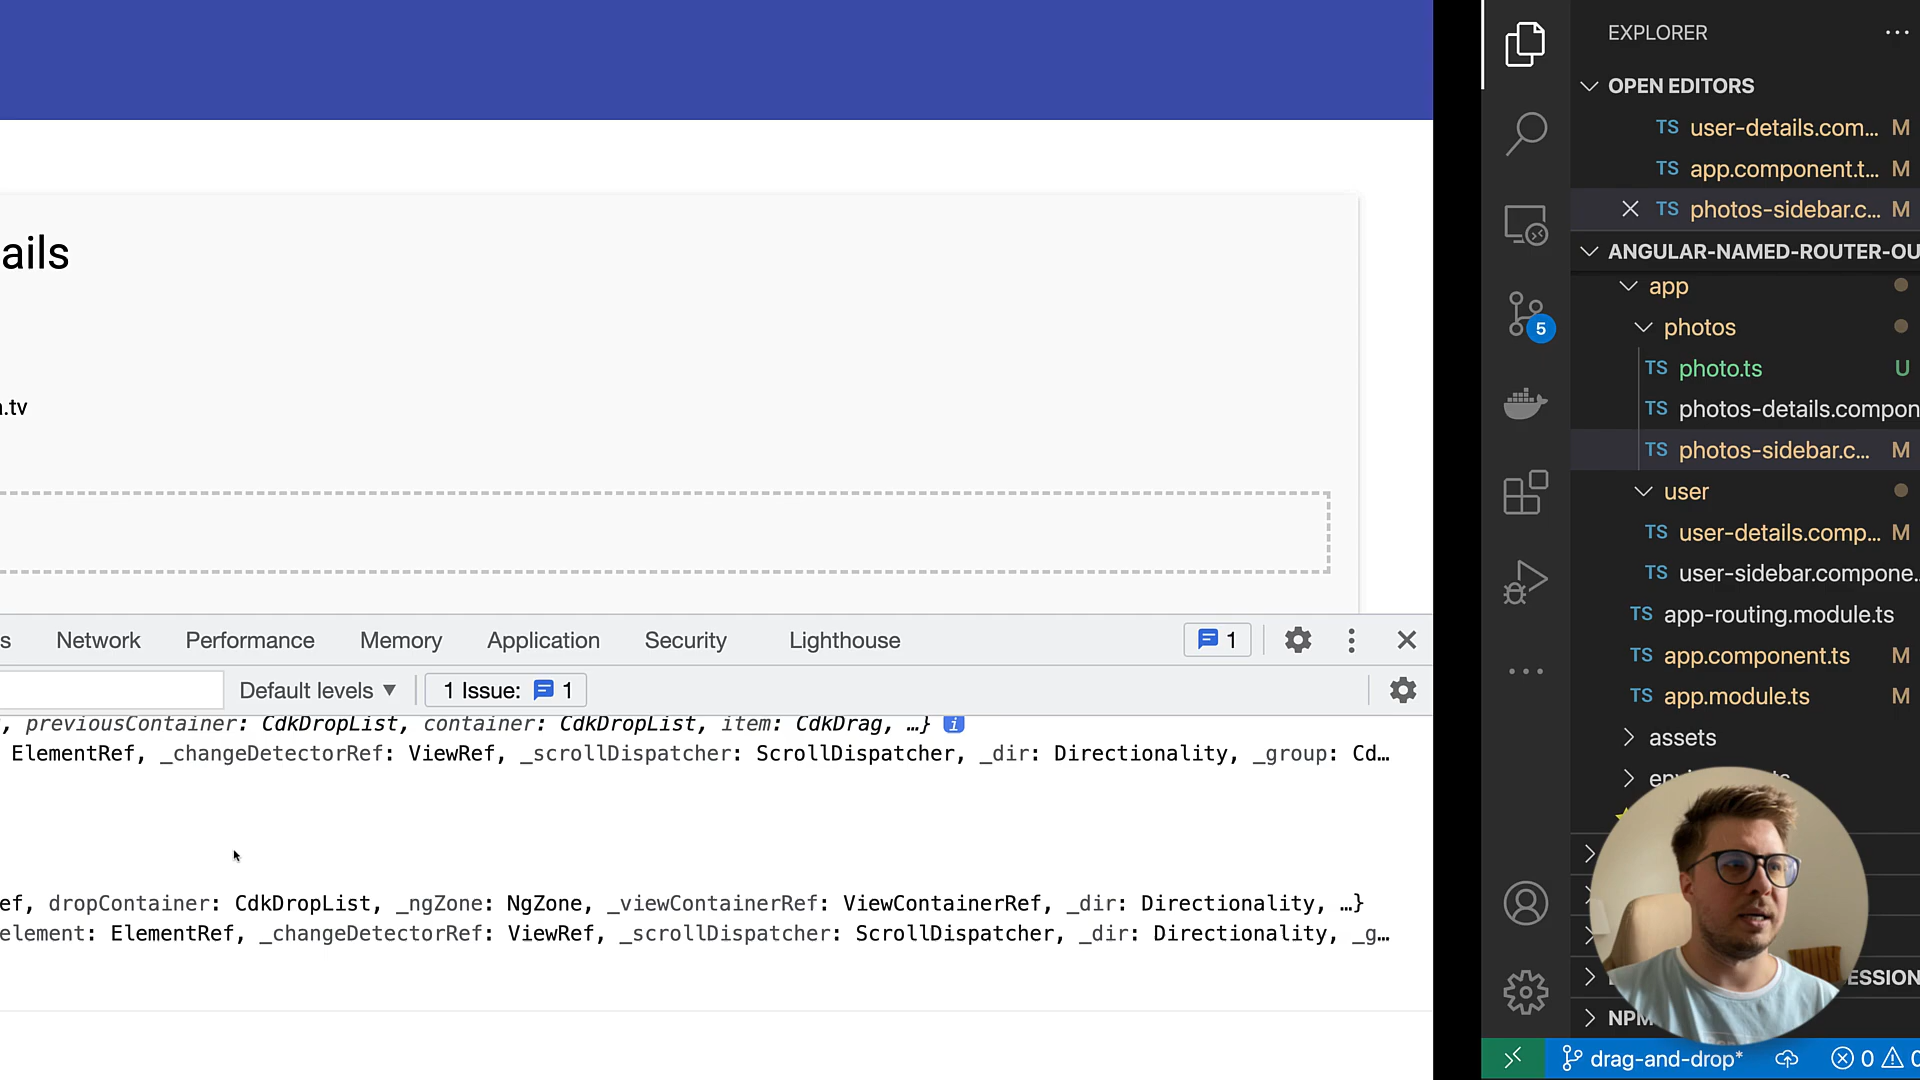 ails
.tv
s Network Performance Memory Application Security Lighthouse 1
Default levels ▼ 1 Issue: 1
, previousContainer: CdkDropList, container: CdkDropList, item: CdkDrag, …} i
ElementRef, _changeDetectorRef: ViewRef, _scrollDispatcher: ScrollDispatcher, _dir: Directionality, _group: Cd…
ef, dropContainer: CdkDropList, _ngZone: NgZone, _viewContainerRef: ViewContainerRef, _dir: Directionality, …}
element: ElementRef, _changeDetectorRef: ViewRef, _scrollDispatcher: ScrollDispatcher, _dir: Directionality, _g…
EXPLORER
OPEN EDITORS
TS user-details.com… M
TS app.component.t… M
TS photos-sidebar.c… M
ANGULAR-NAMED-ROUTER-OU
app
photos
5
TS photo.ts U
TS photos-details.compon
TS photos-sidebar.c… M
user
TS user-details.comp… M
TS user-sidebar.compone…
TS app-routing.module.ts
TS app.component.ts M
TS app.module.ts M
assets
ESSION
NPM
drag-and-drop* 0 0